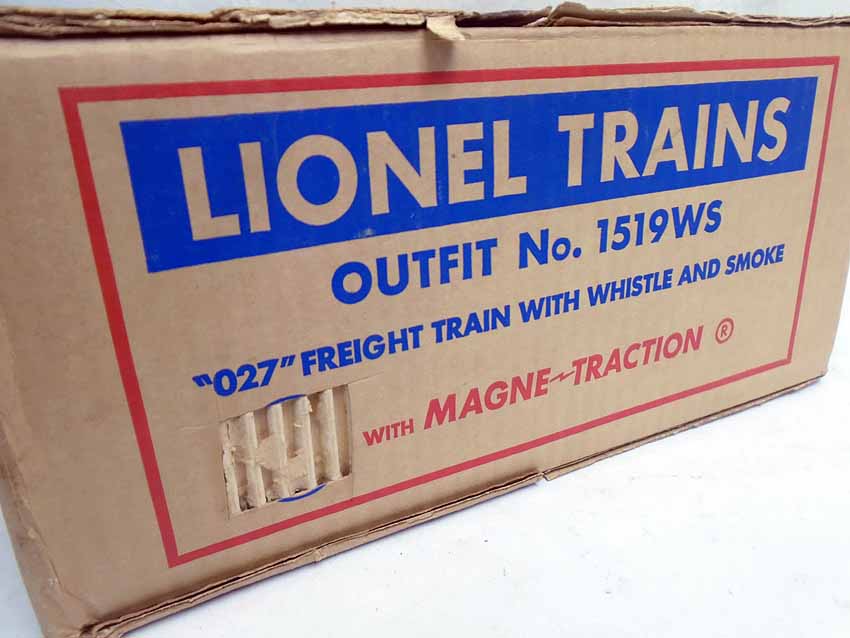 LIONEL TRAINS
OUTFIT No. 1519WS
"027" FREIGHT TRAIN WITH WHISTLE AND SMOKE
WITH MAGNE-TRACTION ®